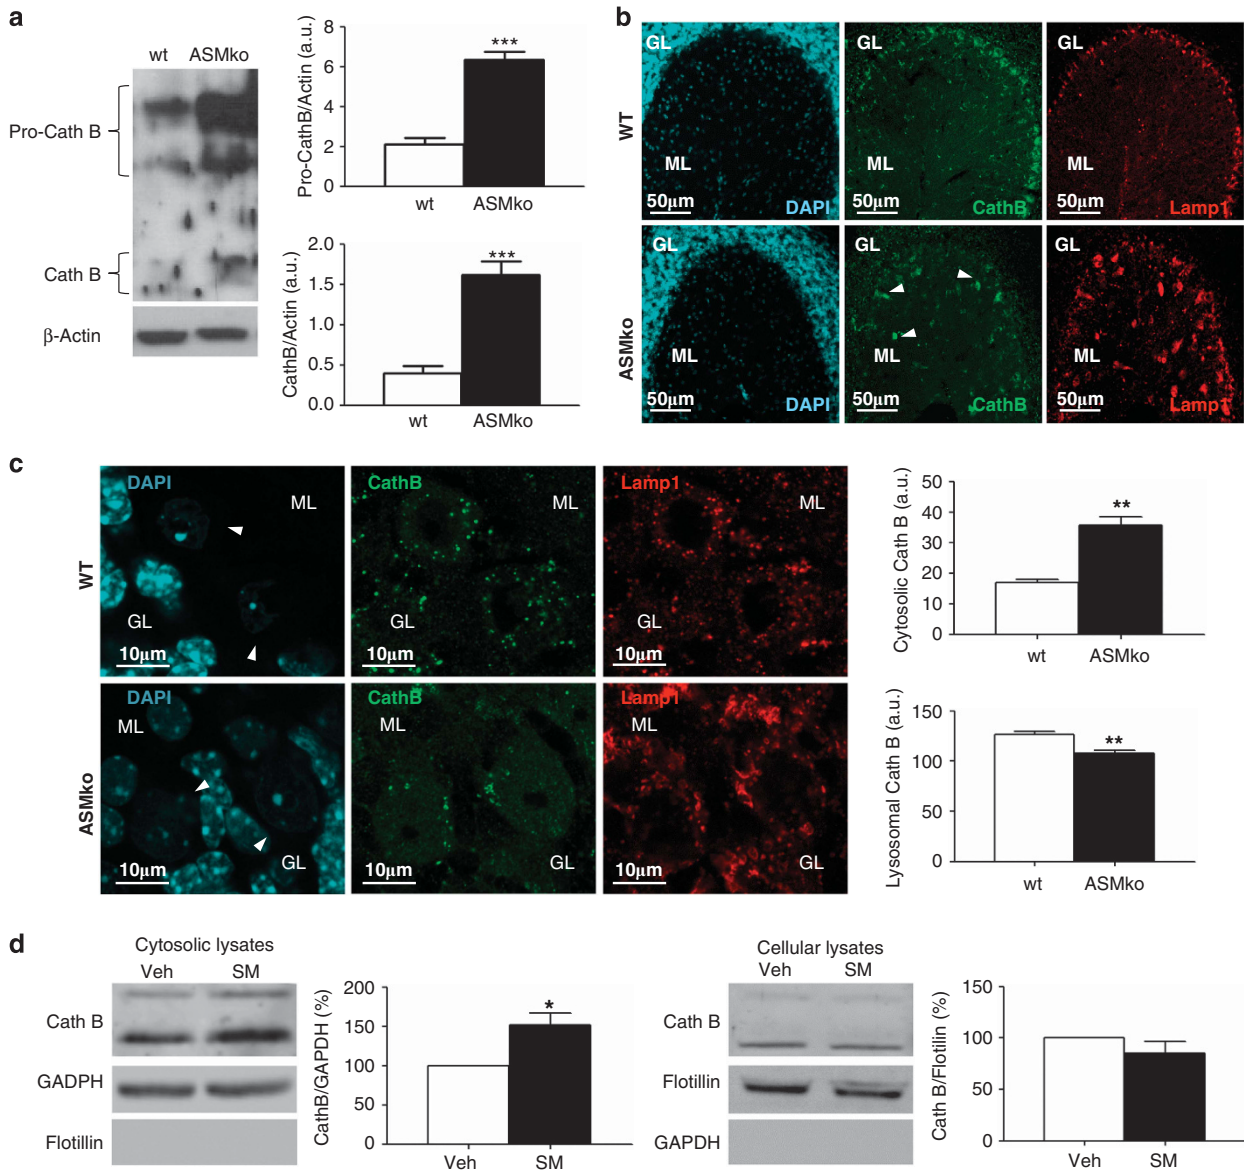 a
wt ASMko
Pro-Cath B
Cath B
β-Actin
Pro-CathB/Actin (a.u.)
8
6
4
2
0
***
wt ASMko
CathB/Actin (a.u.)
2.0
1.5
1.0
0.5
0.0
***
wt ASMko
b
WT
GL
ML
50μm
DAPI
GL
ML
50μm
CathB
GL
ML
50μm
Lamp1
ASMko
GL
ML
50μm
DAPI
GL
ML
50μm
CathB
GL
ML
50μm
Lamp1
c
WT
DAPI
ML
GL
10μm
CathB
ML
GL
10μm
Lamp1
ML
GL
10μm
ASMko
DAPI
ML
GL
10μm
CathB
ML
GL
10μm
Lamp1
ML
GL
10μm
Cytosolic Cath B (a.u.)
50
40
30
20
10
0
**
wt ASMko
Lysosomal Cath B (a.u.)
150
100
50
0
**
wt ASMko
d
Cytosolic lysates
Veh SM
Cath B
GADPH
Flotillin
CathB/GAPDH (%)
200
150
100
50
0
*
Veh SM
Cellular lysates
Veh SM
Cath B
Flotillin
GAPDH
Cath B/Flotilin (%)
150
100
50
0
Veh SM